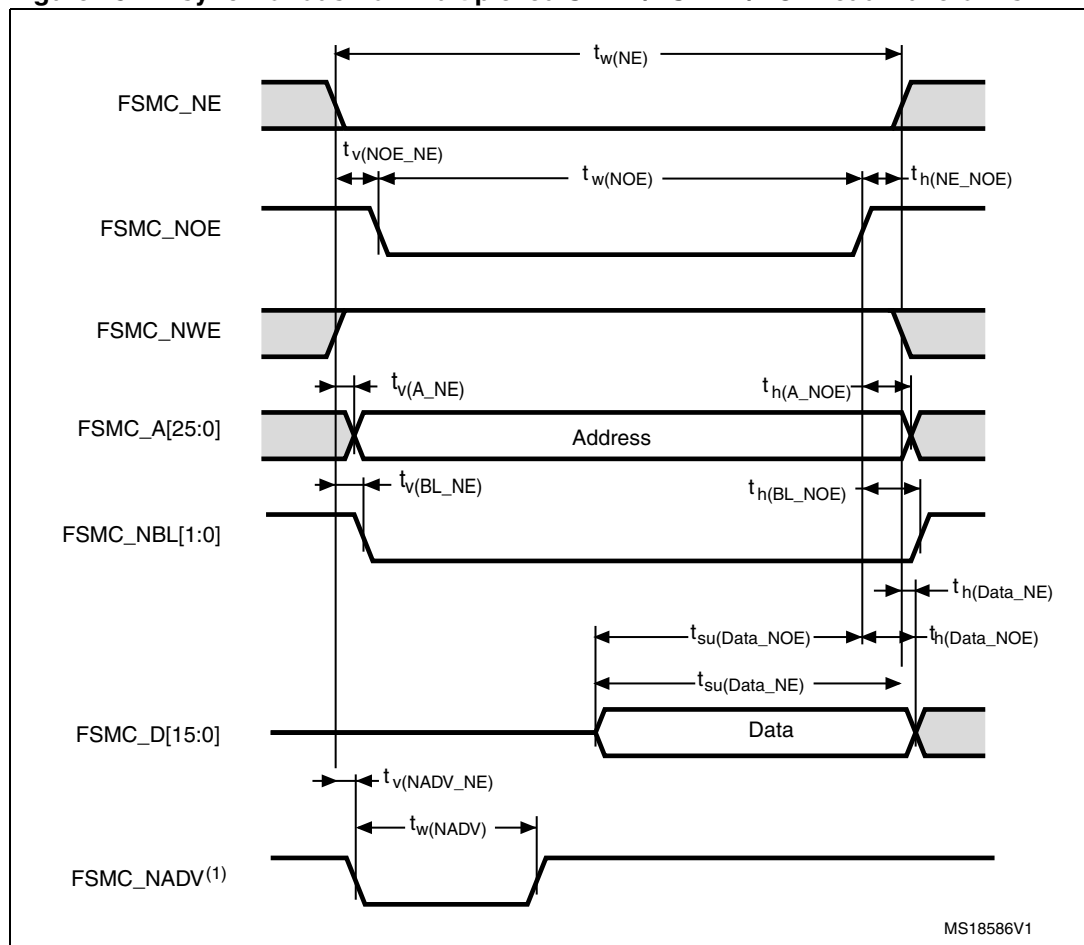 t_w(NE)
FSMC_NE
t_v(NOE_NE)
t_w(NOE)
t_h(NE_NOE)
FSMC_NOE
FSMC_NWE
t_v(A_NE)
t_h(A_NOE)
FSMC_A[25:0]
Address
t_v(BL_NE)
t_h(BL_NOE)
FSMC_NBL[1:0]
t_h(Data_NE)
t_su(Data_NOE)
t_h(Data_NOE)
t_su(Data_NE)
FSMC_D[15:0]
Data
t_v(NADV_NE)
t_w(NADV)
FSMC_NADV(1)
MS18586V1